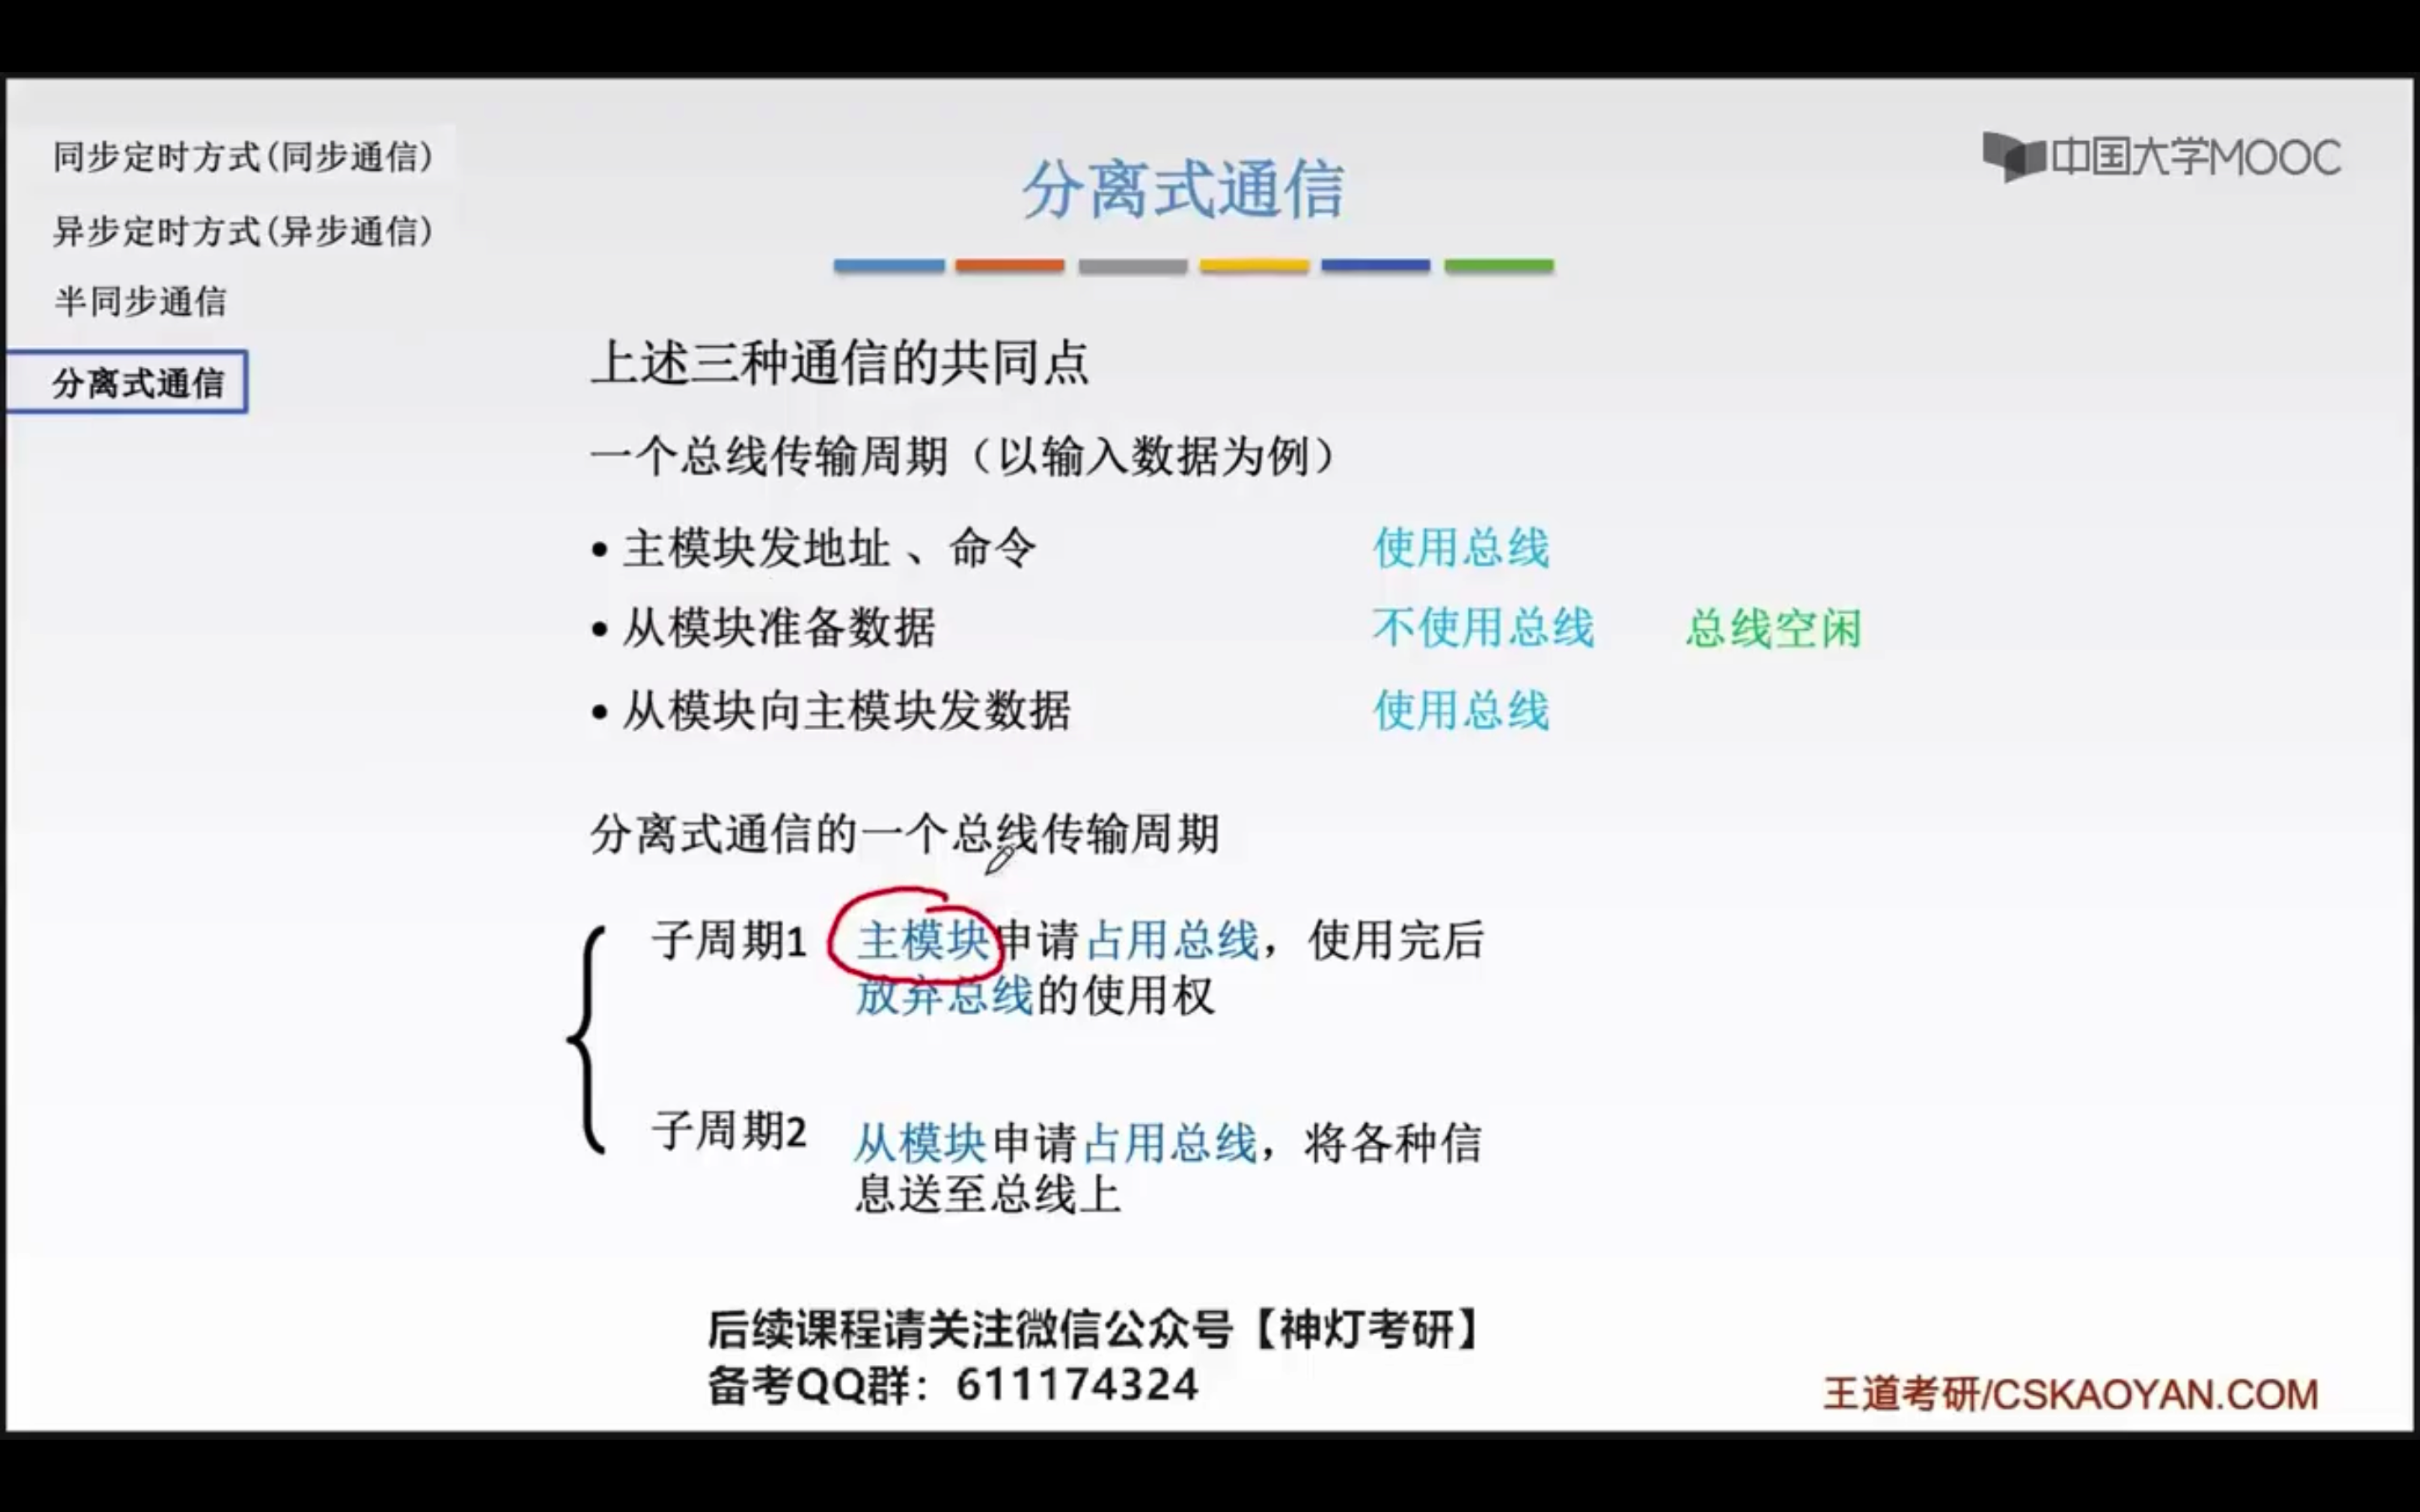 同步定时方式(同步通信)
异步定时方式(异步通信)
半同步通信
分离式通信
分离式通信
中国大学MOOC
上述三种通信的共同点
一个总线传输周期（以输入数据为例）
• 主模块发地址 、命令 使用总线
• 从模块准备数据 不使用总线 总线空闲
• 从模块向主模块发数据 使用总线
分离式通信的一个总线传输周期
子周期1 主模块申请占用总线，使用完后
放弃总线的使用权
子周期2 从模块申请占用总线，将各种信
息送至总线上
后续课程请关注微信公众号【神灯考研】
备考QQ群：611174324
王道考研/CSKAOYAN.COM